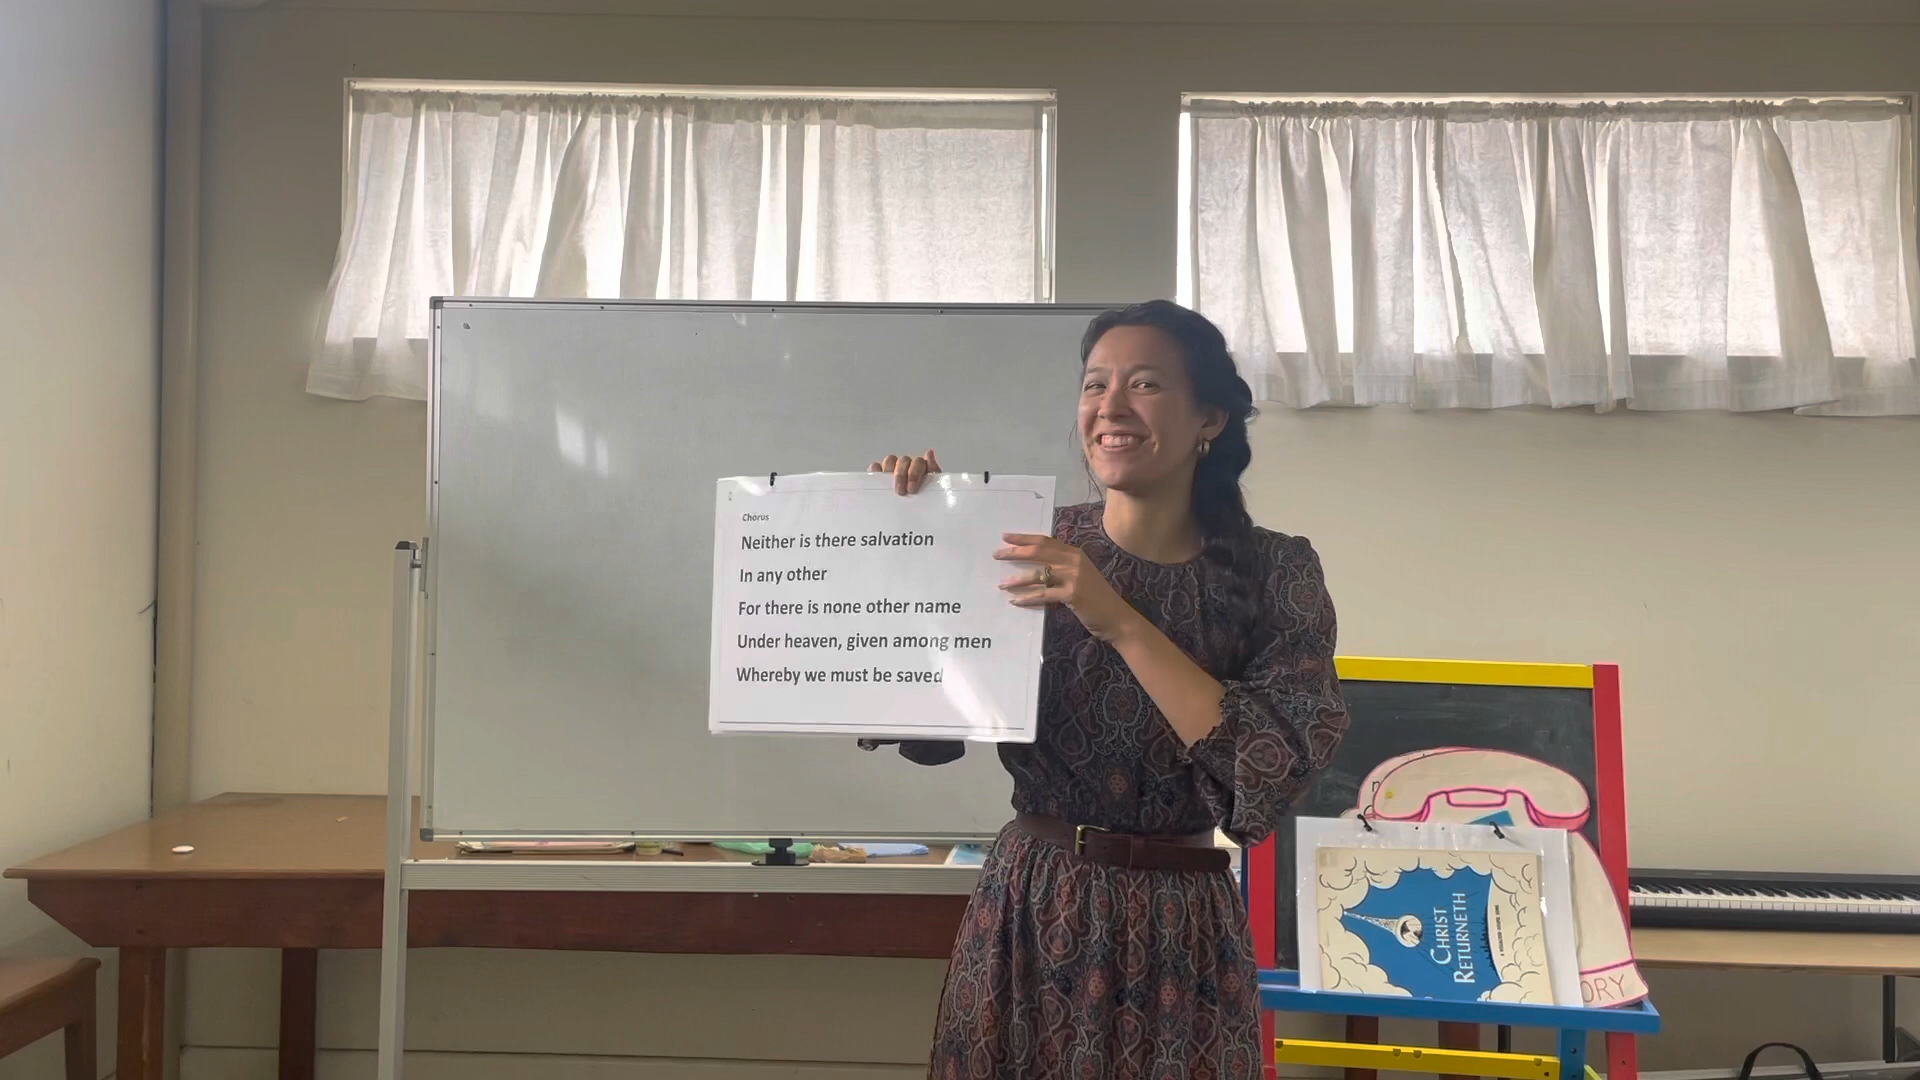 Chorus
Neither is there salvation
In any other
For there is none other name
Under heaven, given among men
Whereby we must be saved
CHRIST
RETURNETH
ORY